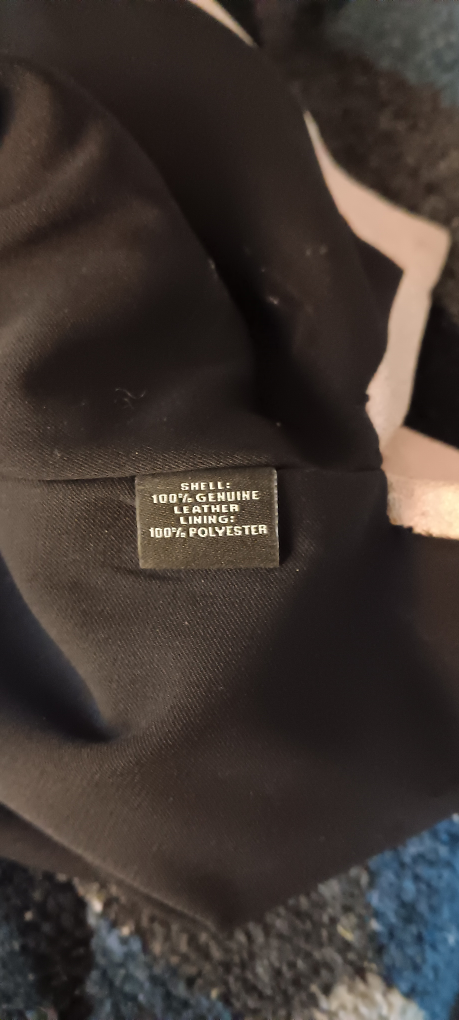 SHELL:
100% GENUINE
LEATHER
LINING:
100% POLYESTER